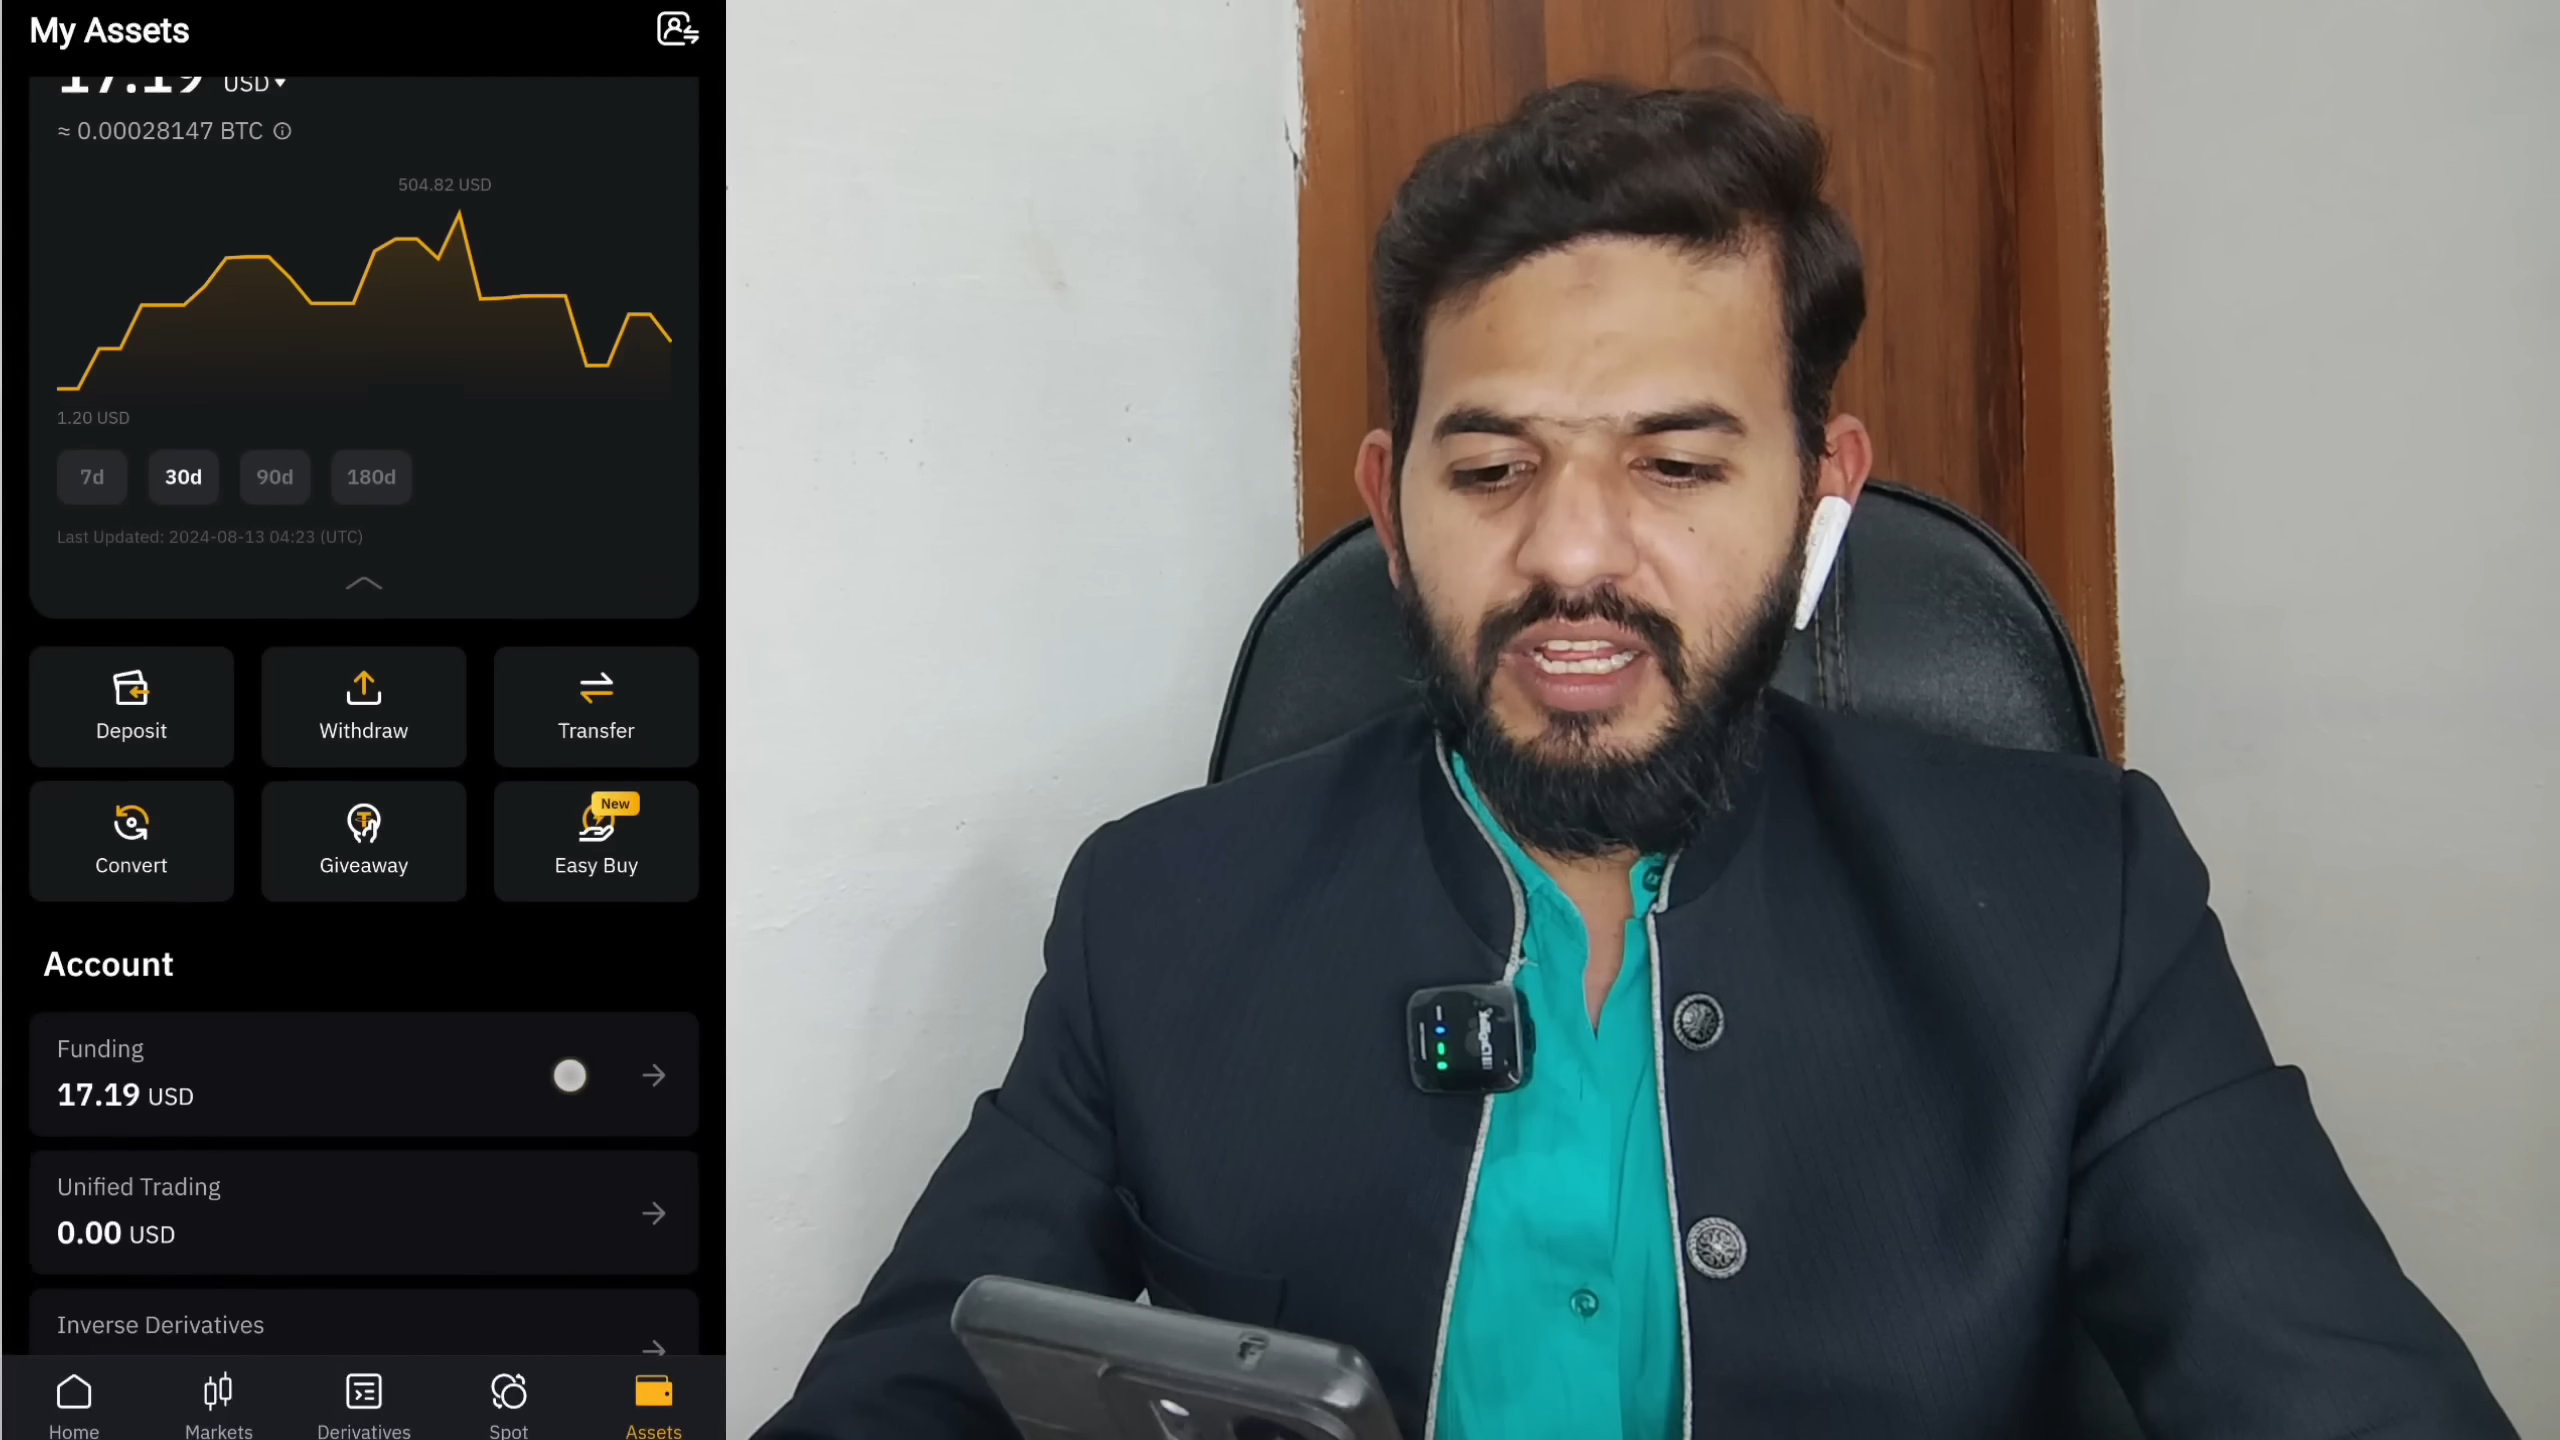 My Assets
17.19 USD
≈ 0.00028147 BTC
504.82 USD
1.20 USD
7d 30d 90d 180d
Last Updated: 2024-08-13 04:23 (UTC)
Deposit Withdraw Transfer
New
Convert Giveaway Easy Buy
Account
Funding
17.19 USD
Unified Trading
0.00 USD
Inverse Derivatives
Home Markets Derivatives Spot Assets